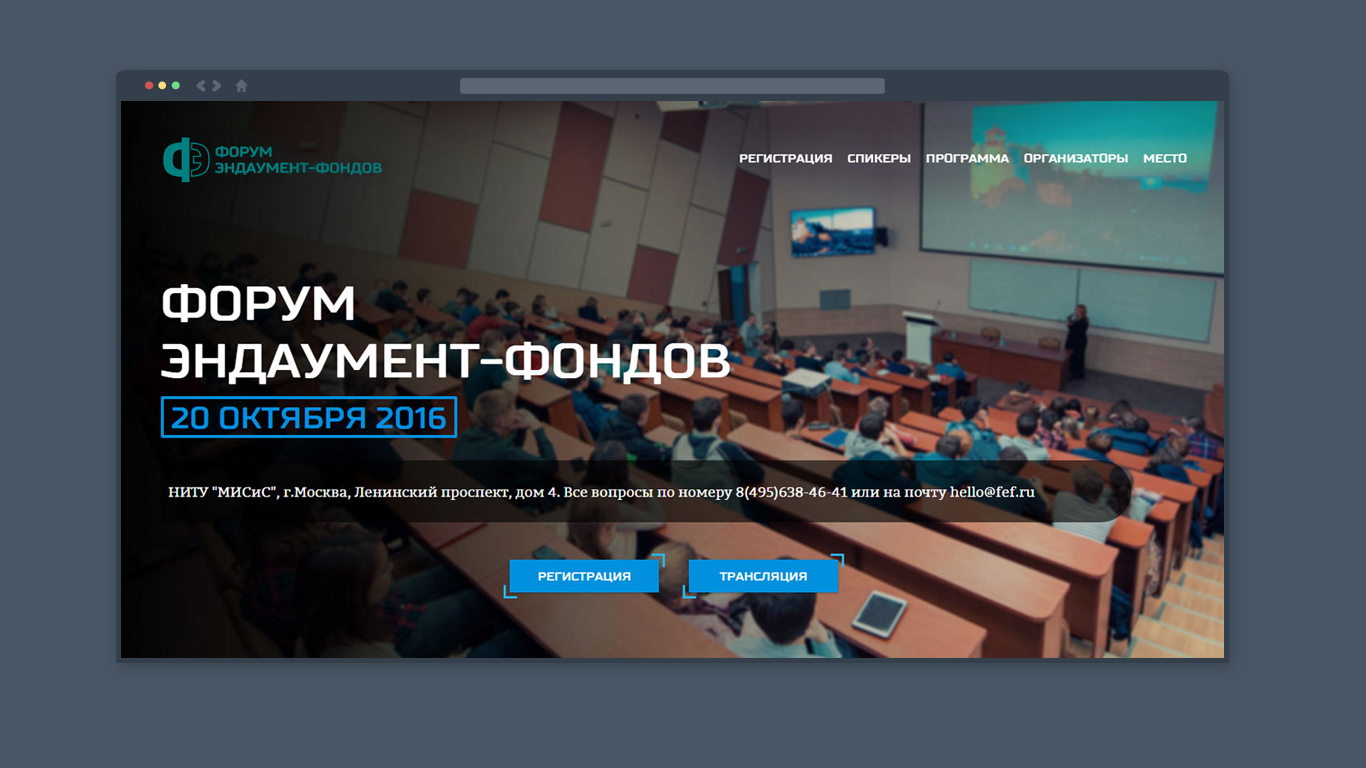 ФОРУМ
ЭНДАУМЕНТ-ФОНДОВ
РЕГИСТРАЦИЯ СПИКЕРЫ ПРОГРАММА ОРГАНИЗАТОРЫ МЕСТО
ФОРУМ
ЭНДАУМЕНТ-ФОНДОВ
20 ОКТЯБРЯ 2016
НИТУ "МИСиС", г.Москва, Ленинский проспект, дом 4. Все вопросы по номеру 8(495)638-46-41 или на почту hello@fef.ru
РЕГИСТРАЦИЯ ТРАНСЛЯЦИЯ